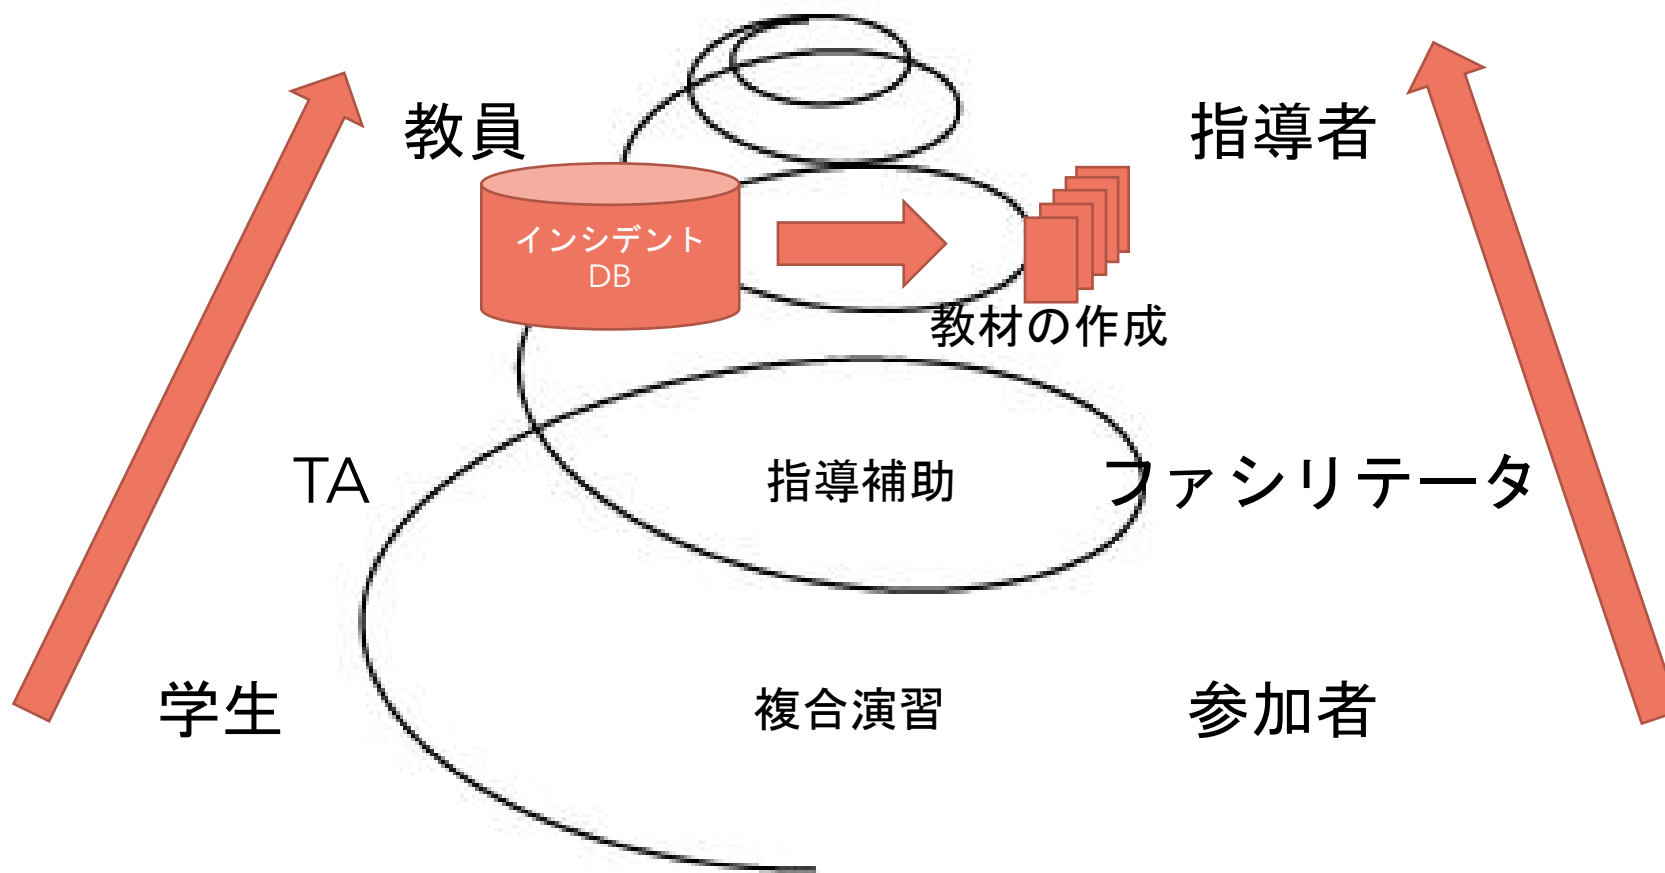 教員
指導者
インシデント
DB
教材の作成
TA
指導補助
ファシリテータ
学生
複合演習
参加者